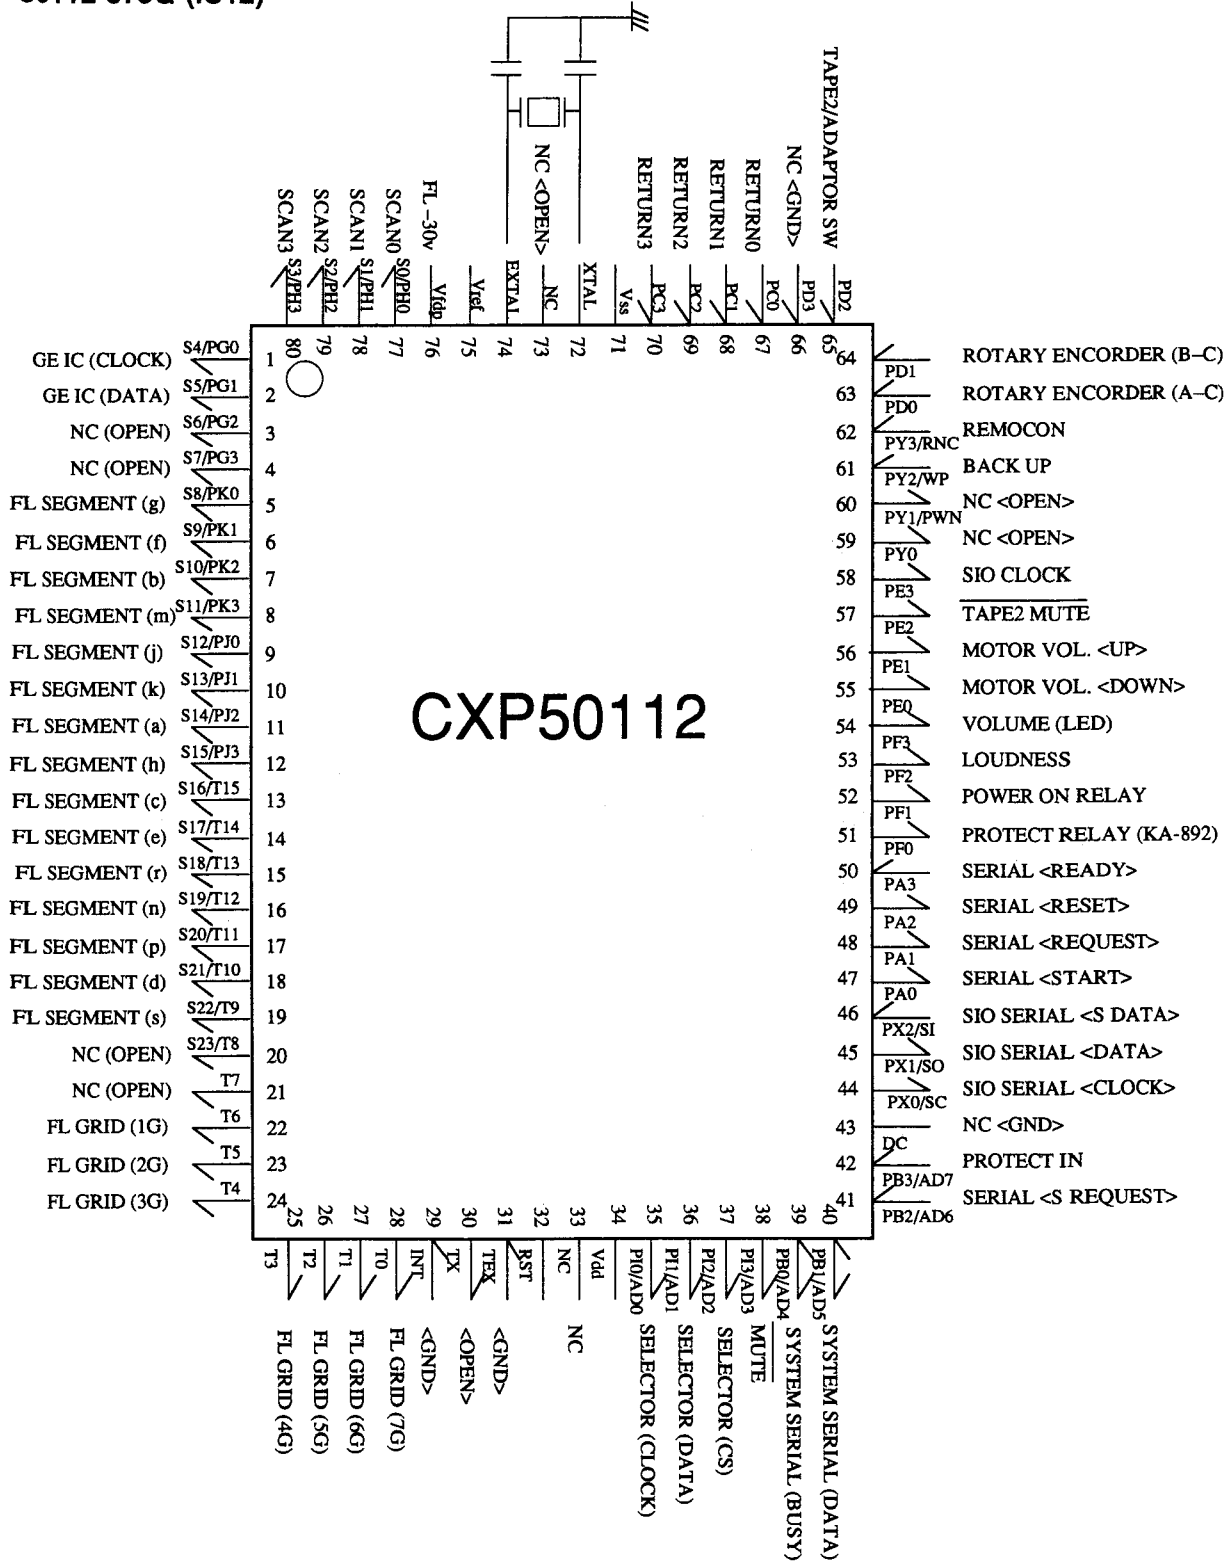 TAPE2/ADAPTOR SW
NC <GND>
RETURN0
RETURN1
RETURN2
RETURN3
NC <OPEN>
FL –30v
SCAN0
SCAN1
SCAN2
SCAN3
S3/PH3
S2/PH2
S1/PH1
S0/PH0
Vfdp
Vref
EXTAL
NC
XTAL
Vss
PC3
PC2
PC1
PC0
PD3
PD2
80
79
78
77
76
75
74
73
72
71
70
69
68
67
66
65
GE IC (CLOCK) S4/PG0 1
GE IC (DATA) S5/PG1 2
NC (OPEN) S6/PG2 3
NC (OPEN) S7/PG3 4
FL SEGMENT (g) S8/PK0 5
FL SEGMENT (f) S9/PK1 6
FL SEGMENT (b) S10/PK2 7
FL SEGMENT (m) S11/PK3 8
FL SEGMENT (j) S12/PJ0 9
FL SEGMENT (k) S13/PJ1 10
FL SEGMENT (a) S14/PJ2 11
FL SEGMENT (h) S15/PJ3 12
FL SEGMENT (c) S16/T15 13
FL SEGMENT (e) S17/T14 14
FL SEGMENT (r) S18/T13 15
FL SEGMENT (n) S19/T12 16
FL SEGMENT (p) S20/T11 17
FL SEGMENT (d) S21/T10 18
FL SEGMENT (s) S22/T9 19
NC (OPEN) S23/T8 20
NC (OPEN) T7 21
FL GRID (1G) T6 22
FL GRID (2G) T5 23
FL GRID (3G) T4 24
CXP50112
64 PD1 ROTARY ENCORDER (B–C)
63 PD0 ROTARY ENCORDER (A–C)
62 PY3/RNC REMOCON
61 PY2/WP BACK UP
60 PY1/PWN NC <OPEN>
59 PY0 NC <OPEN>
58 PE3 SIO CLOCK
57 PE2 TAPE2 MUTE
56 PE1 MOTOR VOL. <UP>
55 PE0 MOTOR VOL. <DOWN>
54 PF3 VOLUME (LED)
53 PF2 LOUDNESS
52 PF1 POWER ON RELAY
51 PF0 PROTECT RELAY (KA-892)
50 PA3 SERIAL <READY>
49 PA2 SERIAL <RESET>
48 PA1 SERIAL <REQUEST>
47 PA0 SERIAL <START>
46 PX2/SI SIO SERIAL <S DATA>
45 PX1/SO SIO SERIAL <DATA>
44 PX0/SC SIO SERIAL <CLOCK>
43 DC NC <GND>
42 PB3/AD7 PROTECT IN
41 PB2/AD6 SERIAL <S REQUEST>
25
26
27
28
29
30
31
32
33
34
35
36
37
38
39
40
T3
T2
T1
T0
INT
TX
TEX
RST
NC
Vdd
PI0/AD0
PI1/AD1
PI2/AD2
PI3/AD3
PB0/AD4
PB1/AD5
FL GRID (4G)
FL GRID (5G)
FL GRID (6G)
FL GRID (7G)
<GND>
<OPEN>
<GND>
NC
SELECTOR (CLOCK)
SELECTOR (DATA)
SELECTOR (CS)
MUTE
SYSTEM SERIAL (BUSY)
SYSTEM SERIAL (DATA)